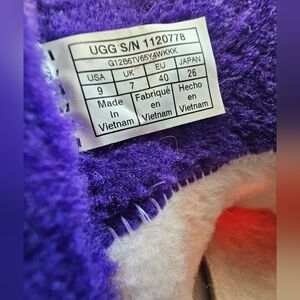 UGG S/N 1120778
G12B6TV65Y4WKKK
USA UK EU JAPAN
9 7 40 26
Made in Vietnam Fabriqué en Vietnam Hecho en Vietnam